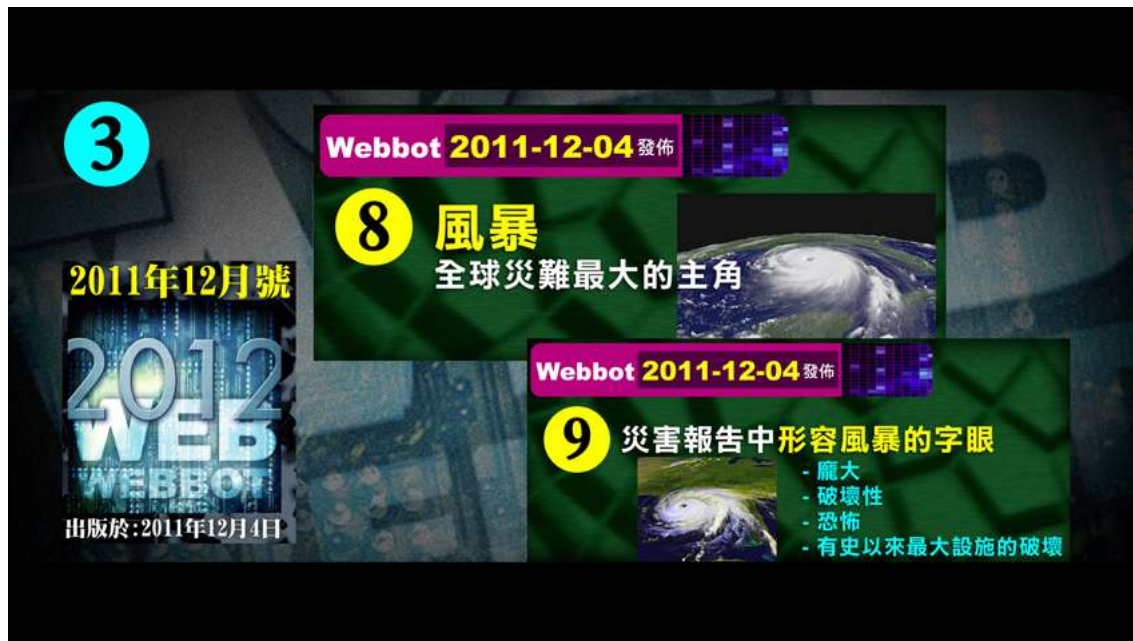 3
2011年12月號
2012
WEB
WEBBOT
出版於:2011年12月4日
Webbot 2011-12-04 發佈
8 風暴
全球災難最大的主角
Webbot 2011-12-04 發佈
9 災害報告中形容風暴的字眼
- 龐大
- 破壞性
- 恐怖
- 有史以來最大設施的破壞